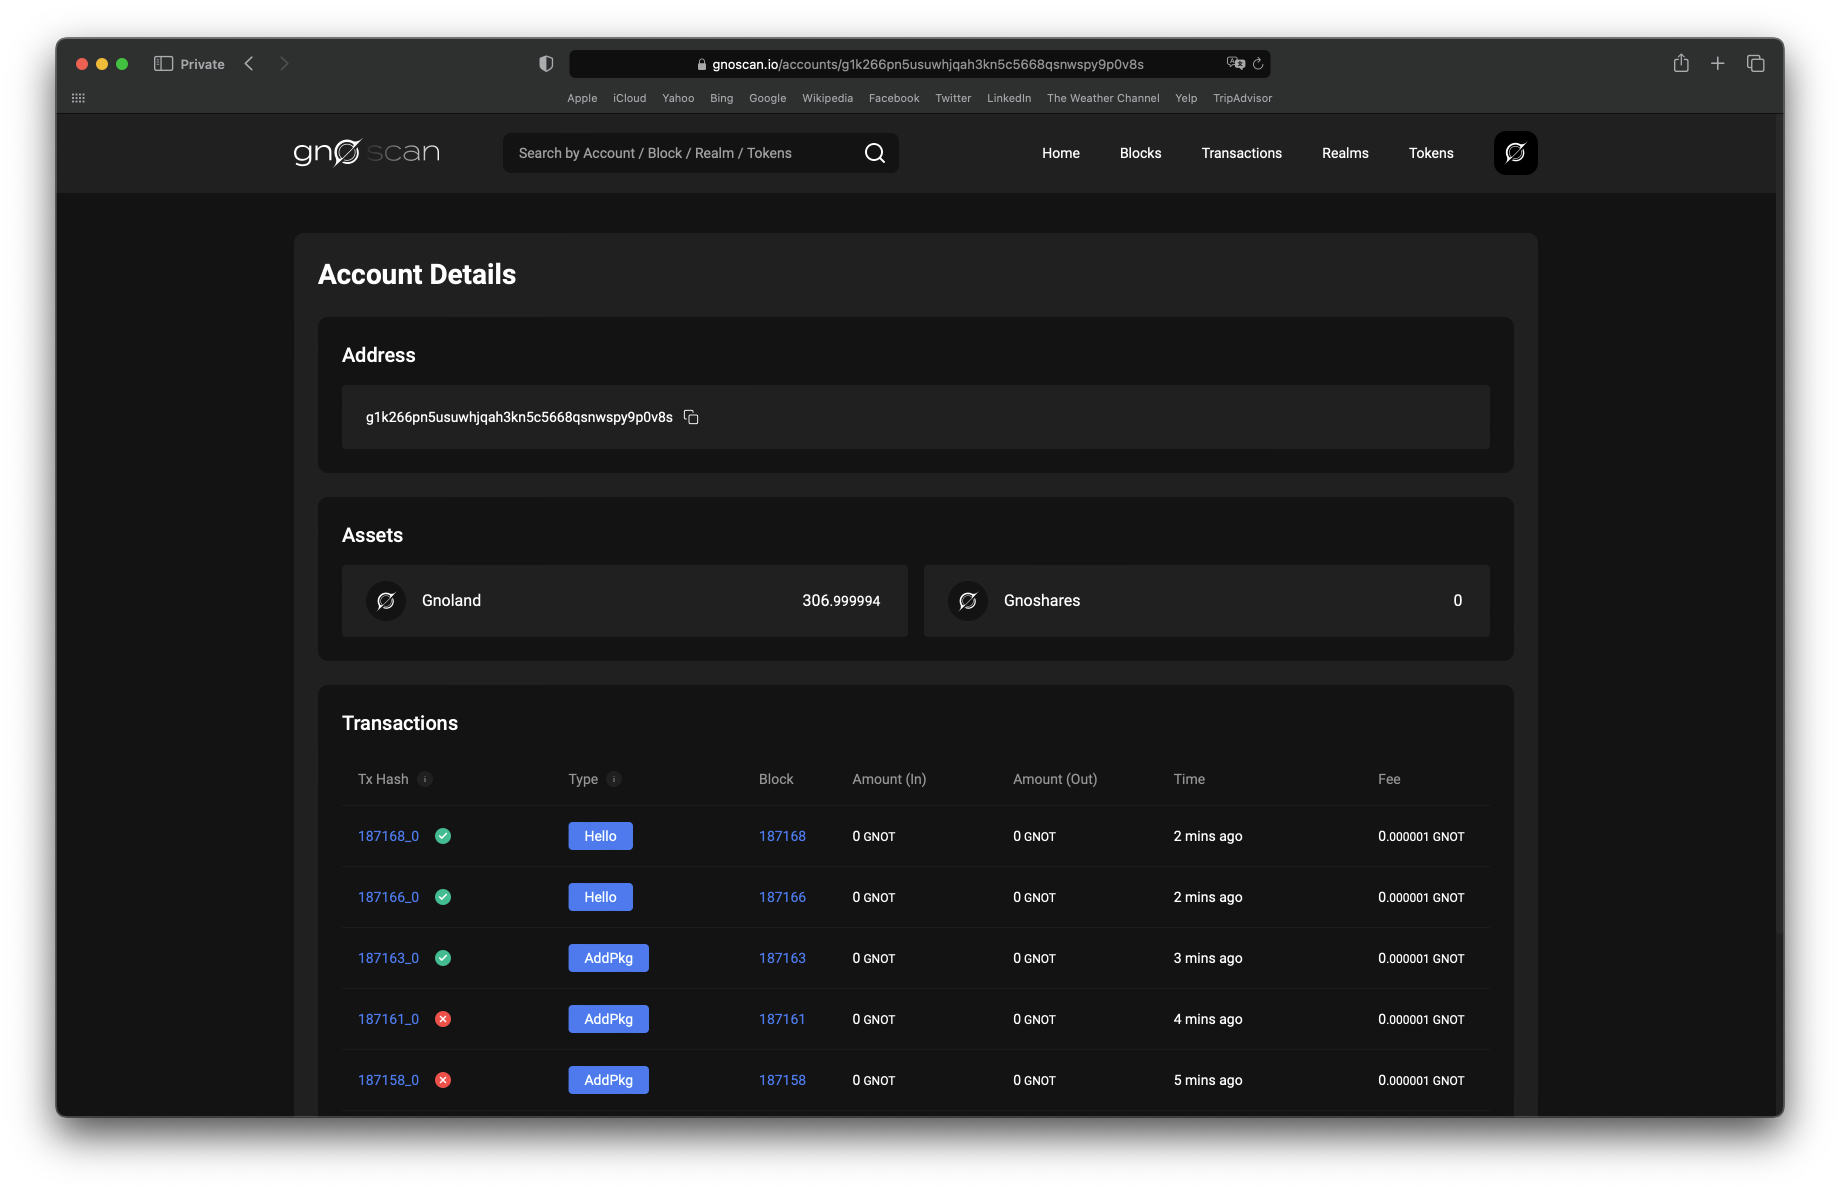 Private
gnoscan.io/accounts/g1k266pn5usuwhjqah3kn5c5668qsnwspy9p0v8s
Apple iCloud Yahoo Bing Google Wikipedia Facebook Twitter LinkedIn The Weather Channel Yelp TripAdvisor
gnoscan Search by Account / Block / Realm / Tokens Home Blocks Transactions Realms Tokens
Account Details
Address
g1k266pn5usuwhjqah3kn5c5668qsnwspy9p0v8s
Assets
Gnoland 306.999994 Gnoshares 0
Transactions
Tx Hash Type Block Amount (In) Amount (Out) Time Fee
187168_0 Hello 187168 0 GNOT 0 GNOT 2 mins ago 0.000001 GNOT
187166_0 Hello 187166 0 GNOT 0 GNOT 2 mins ago 0.000001 GNOT
187163_0 AddPkg 187163 0 GNOT 0 GNOT 3 mins ago 0.000001 GNOT
187161_0 AddPkg 187161 0 GNOT 0 GNOT 4 mins ago 0.000001 GNOT
187158_0 AddPkg 187158 0 GNOT 0 GNOT 5 mins ago 0.000001 GNOT